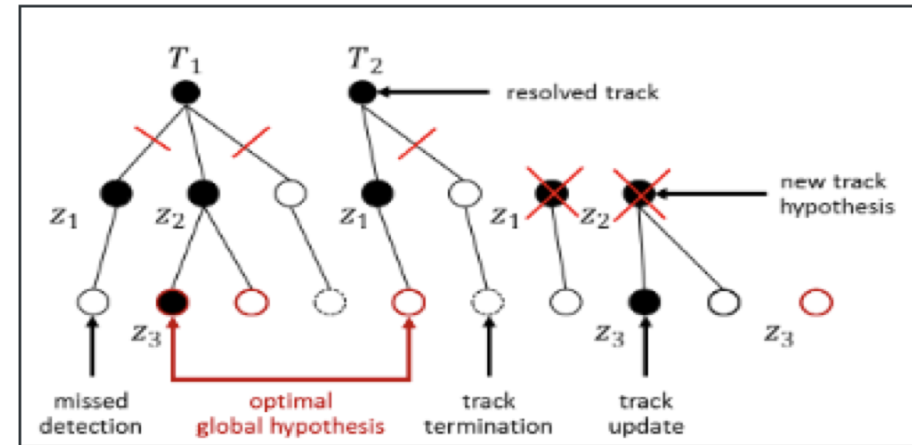 T₁ T₂
resolved track
z₁ z₂ z₁ z₁ z₂
new track
hypothesis
z₃ z₃ z₃
missed
detection
optimal
global hypothesis
track
termination
track
update